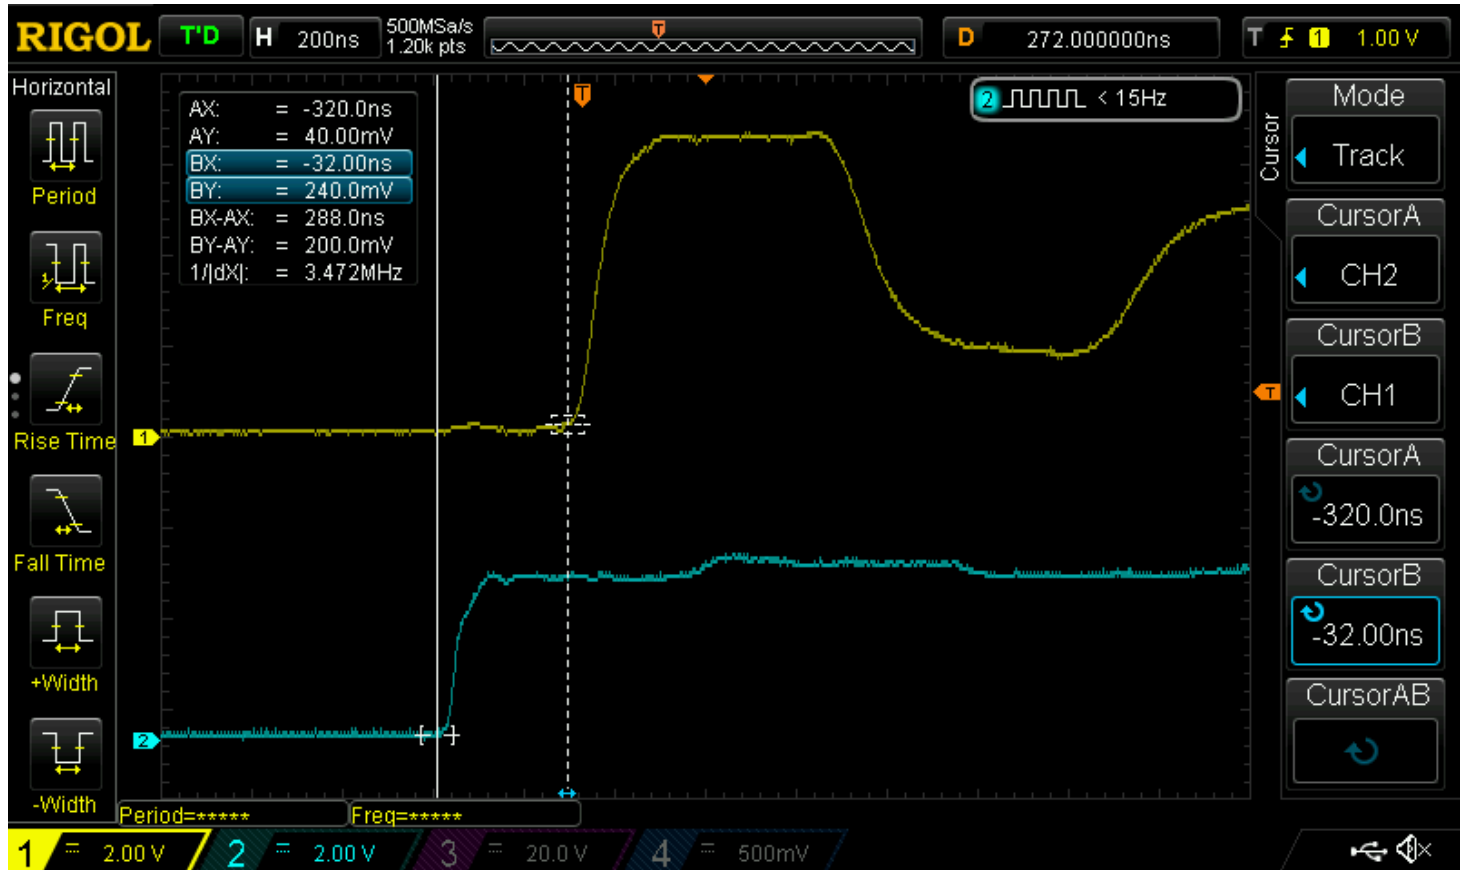 RIGOL T'D H 200ns 500MSa/s 1.20k pts T D 272.000000ns T 1 1.00 V
Horizontal
Period
Freq
Rise Time
Fall Time
+Width
-Width
AX: = -320.0ns
AY: = 40.00mV
BX: = -32.00ns
BY: = 240.0mV
BX-AX: = 288.0ns
BY-AY: = 200.0mV
1/|dX|: = 3.472MHz
T
2 < 15Hz
T
1
2
Period=***** Freq=*****
Cursor
Mode
Track
CursorA
CH2
CursorB
CH1
CursorA
-320.0ns
CursorB
-32.00ns
CursorAB
1 = 2.00 V 2 = 2.00 V 3 = 20.0 V 4 = 500mV